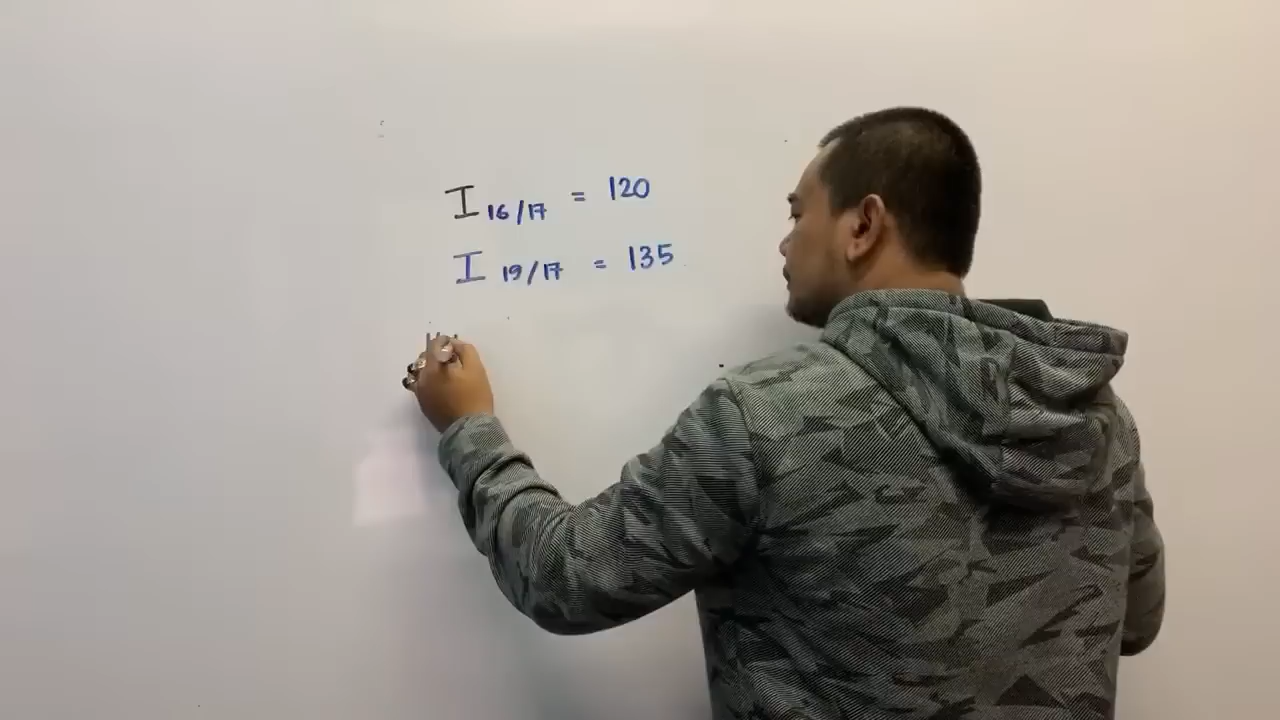 I 16/17 = 120
I 19/17 = 135